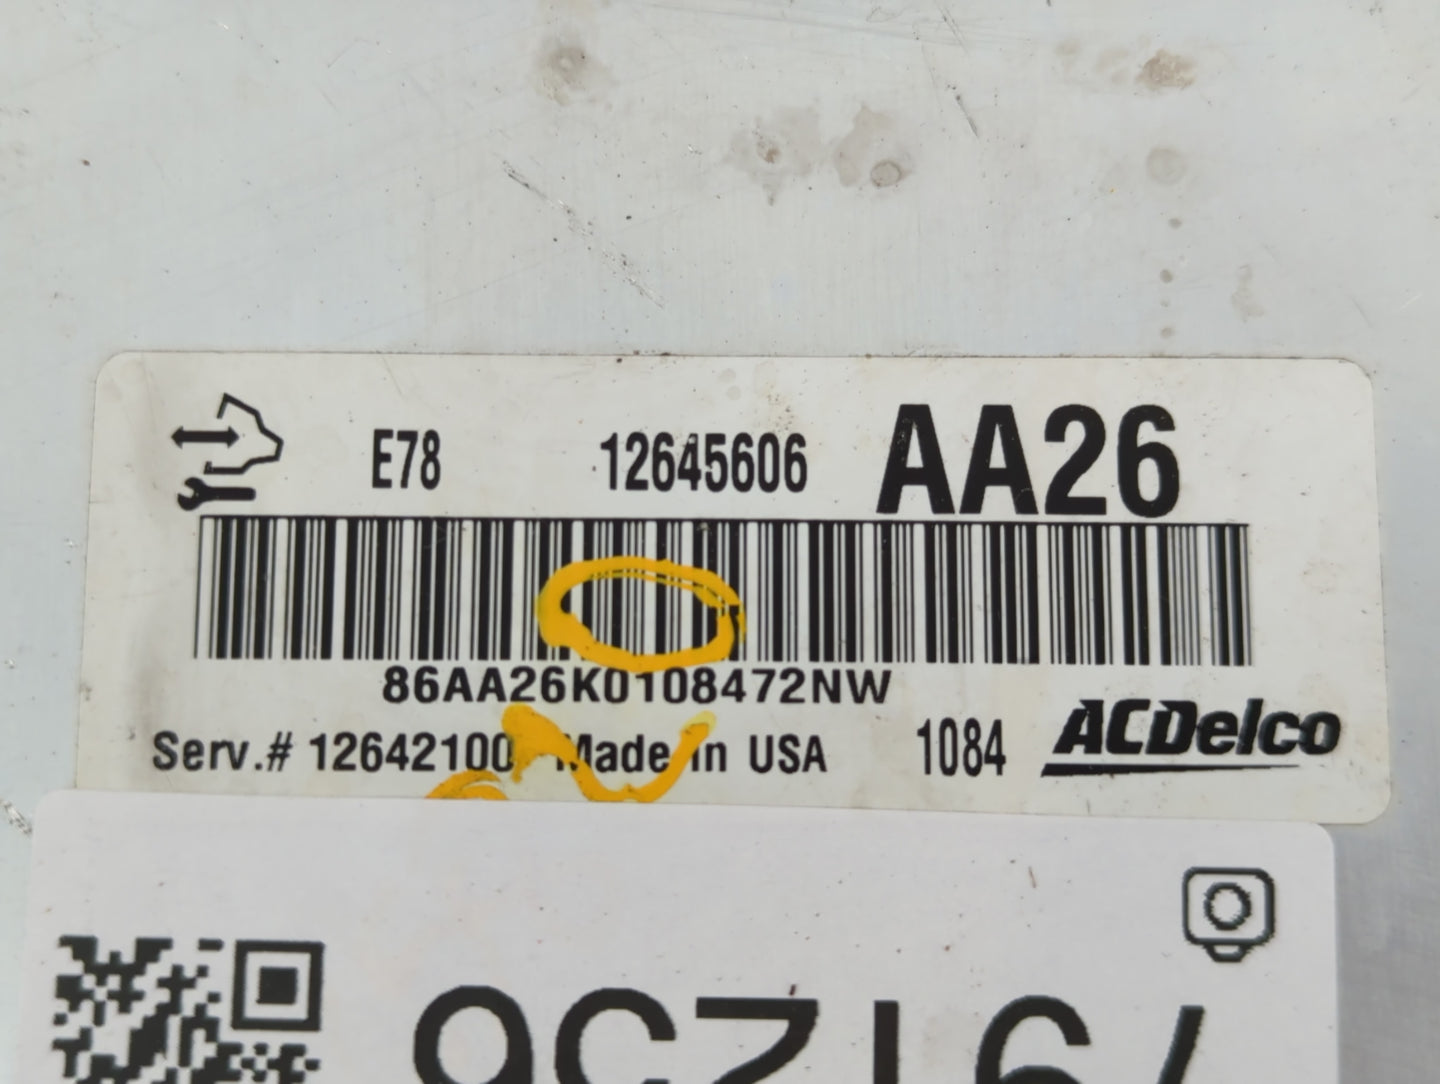 E78 12645606 AA26
86AA26K0108472NW
Serv.# 12642100 Made in USA 1084 ACDelco